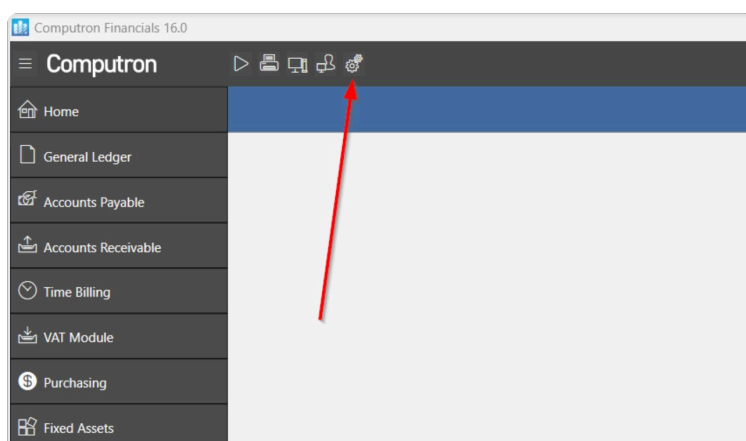 Computron Financials 16.0
Computron
Home
General Ledger
Accounts Payable
Accounts Receivable
Time Billing
VAT Module
Purchasing
Fixed Assets